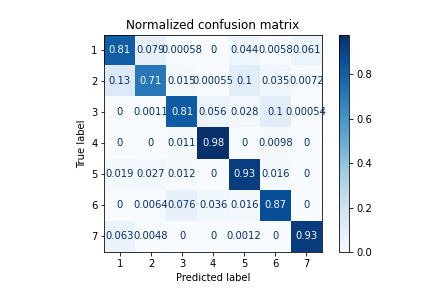 Normalized confusion matrix
True label
1 0.81 0.079 0.00058 0 0.044 0.0058 0.061
2 0.13 0.71 0.015 0.00055 0.1 0.035 0.0072
3 0 0.0011 0.81 0.056 0.028 0.1 0.00054
4 0 0 0.011 0.98 0 0.0098 0
5 0.019 0.027 0.012 0 0.93 0.016 0
6 0 0.0064 0.076 0.036 0.016 0.87 0
7 0.063 0.0048 0 0 0.0012 0 0.93
1 2 3 4 5 6 7
Predicted label
0.8
0.6
0.4
0.2
0.0